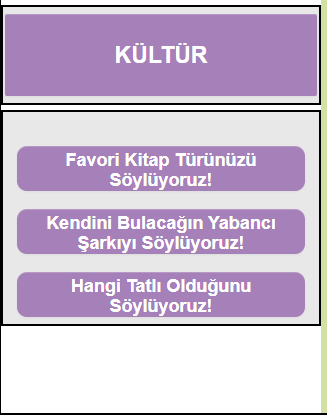 KÜLTÜR
Favori Kitap Türünüzü
Söylüyoruz!
Kendini Bulacağın Yabancı
Şarkıyı Söylüyoruz!
Hangi Tatlı Olduğunu
Söylüyoruz!